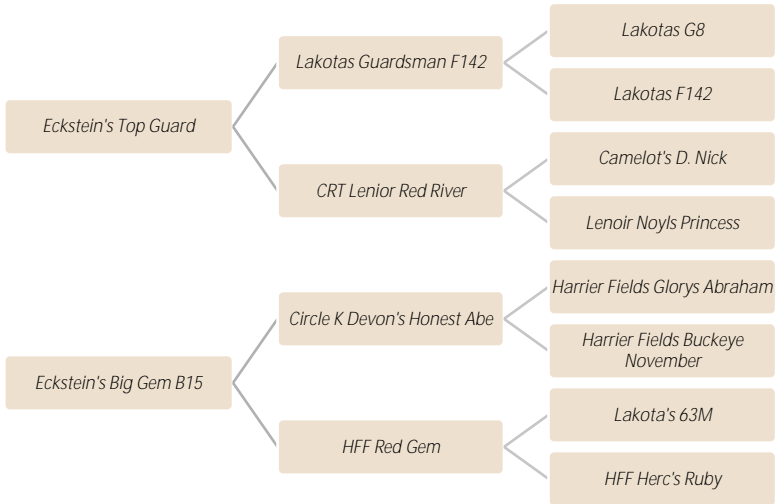 Lakotas G8
Lakotas Guardsman F142
Lakotas F142
Eckstein's Top Guard
Camelot's D. Nick
CRT Lenior Red River
Lenoir Noyls Princess
Harrier Fields Glorys Abraham
Circle K Devon's Honest Abe
Harrier Fields Buckeye
November
Eckstein's Big Gem B15
Lakota's 63M
HFF Red Gem
HFF Herc's Ruby